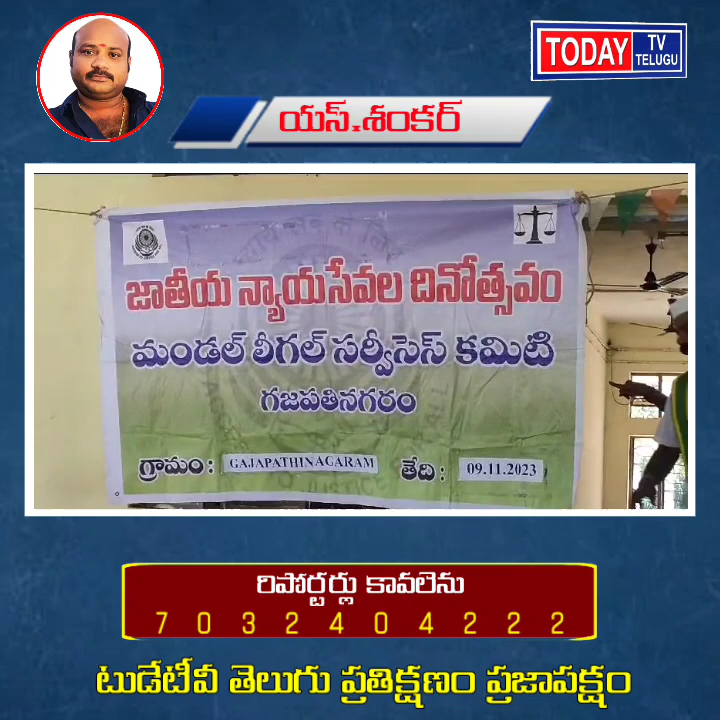 TODAY TV TELUGU
యస్.శంకర్
జాతీయ న్యాయసేవల దినోత్సవం
మండల్ లీగల్ సర్వీసెస్ కమిటి
గజపతినగరం
గ్రామం : GAJAPATHINAGARAM తేది : 09.11.2023
రిపోర్టర్లు కావలెను
7032404222
టుడేటీవీ తెలుగు ప్రతిక్షణం ప్రజాపక్షం